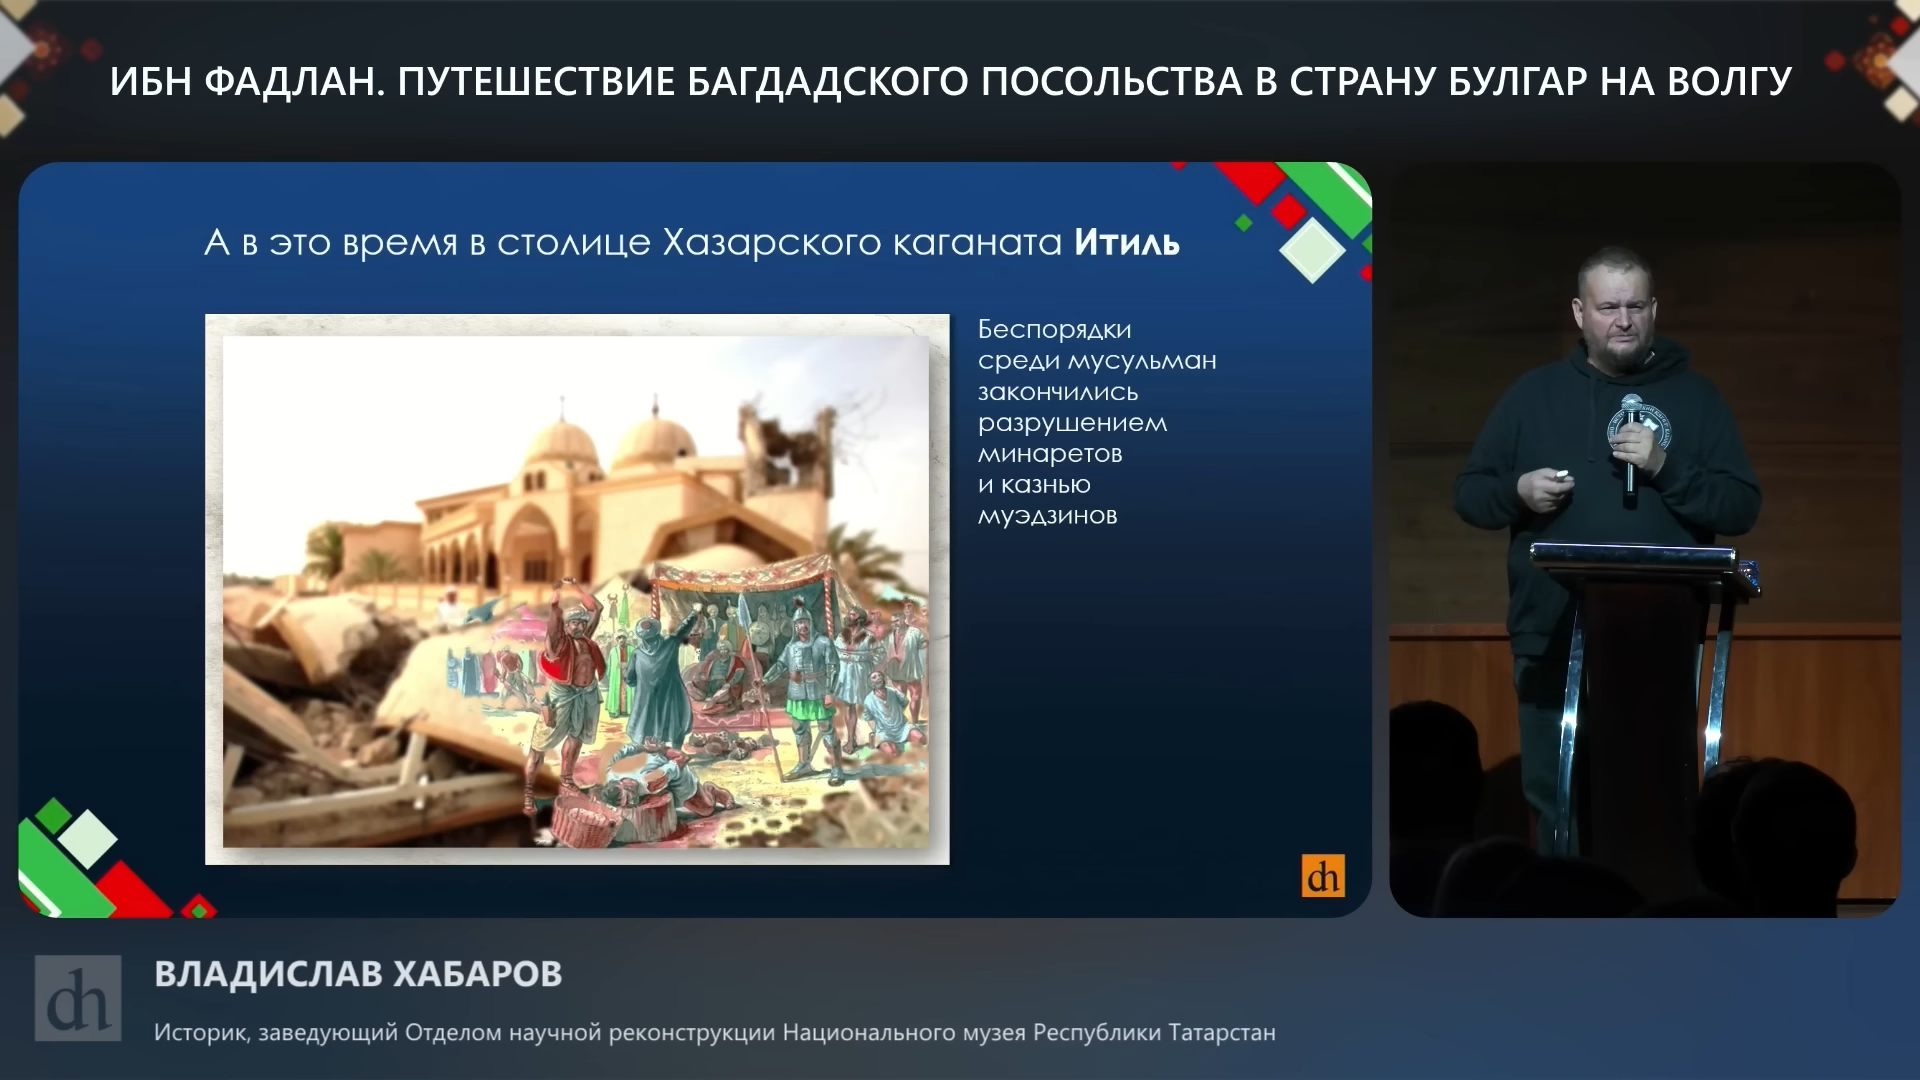 ИБН ФАДЛАН. ПУТЕШЕСТВИЕ БАГДАДСКОГО ПОСОЛЬСТВА В СТРАНУ БУЛГАР НА ВОЛГУ
А в это время в столице Хазарского каганата Итиль
Беспорядки
среди мусульман
закончились
разрушением
минаретов
и казнью
муэдзинов
dh
dh
ВЛАДИСЛАВ ХАБАРОВ
Историк, заведующий Отделом научной реконструкции Национального музея Республики Татарстан